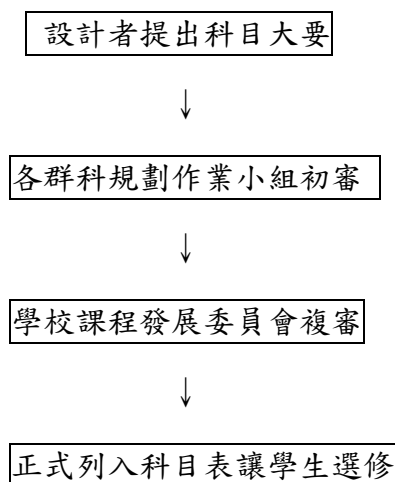 設計者提出科目大要
↓
各群科規劃作業小組初審
↓
學校課程發展委員會複審
↓
正式列入科目表讓學生選修